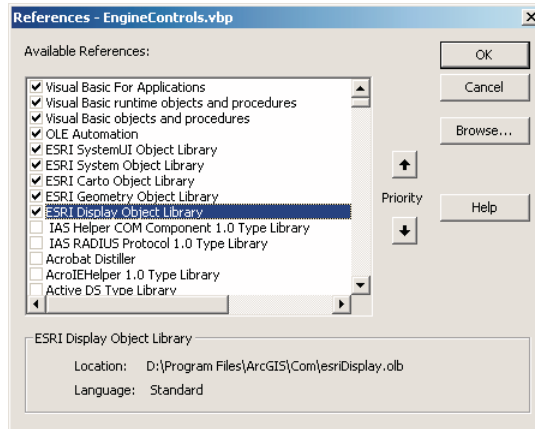 References - EngineControls.vbp
Available References:
Visual Basic For Applications
Visual Basic runtime objects and procedures
Visual Basic objects and procedures
OLE Automation
ESRI SystemUI Object Library
ESRI System Object Library
ESRI Carto Object Library
ESRI Geometry Object Library
ESRI Display Object Library
IAS Helper COM Component 1.0 Type Library
IAS RADIUS Protocol 1.0 Type Library
Acrobat Distiller
AcroIEHelper 1.0 Type Library
Active DS Type Library
Priority
OK
Cancel
Browse...
Help
ESRI Display Object Library
Location: D:\Program Files\ArcGIS\Com\esriDisplay.olb
Language: Standard